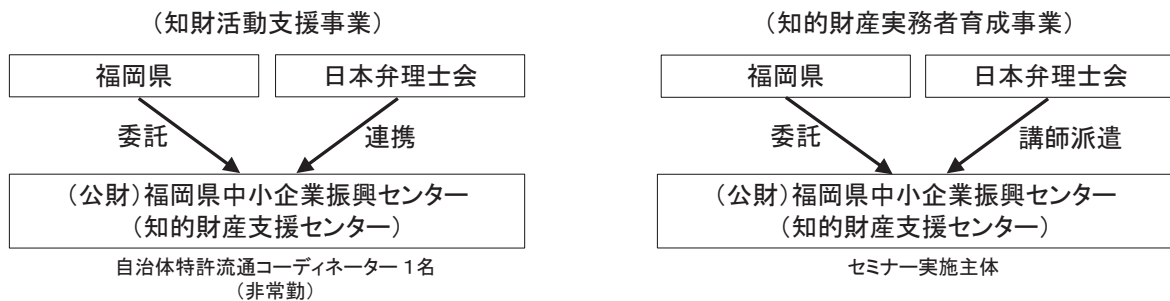 （知財活動支援事業）
福岡県
日本弁理士会
委託
連携
（公財）福岡県中小企業振興センター
（知的財産支援センター）
自治体特許流通コーディネーター 1名
（非常勤）
（知的財産実務者育成事業）
福岡県
日本弁理士会
委託
講師派遣
（公財）福岡県中小企業振興センター
（知的財産支援センター）
セミナー実施主体